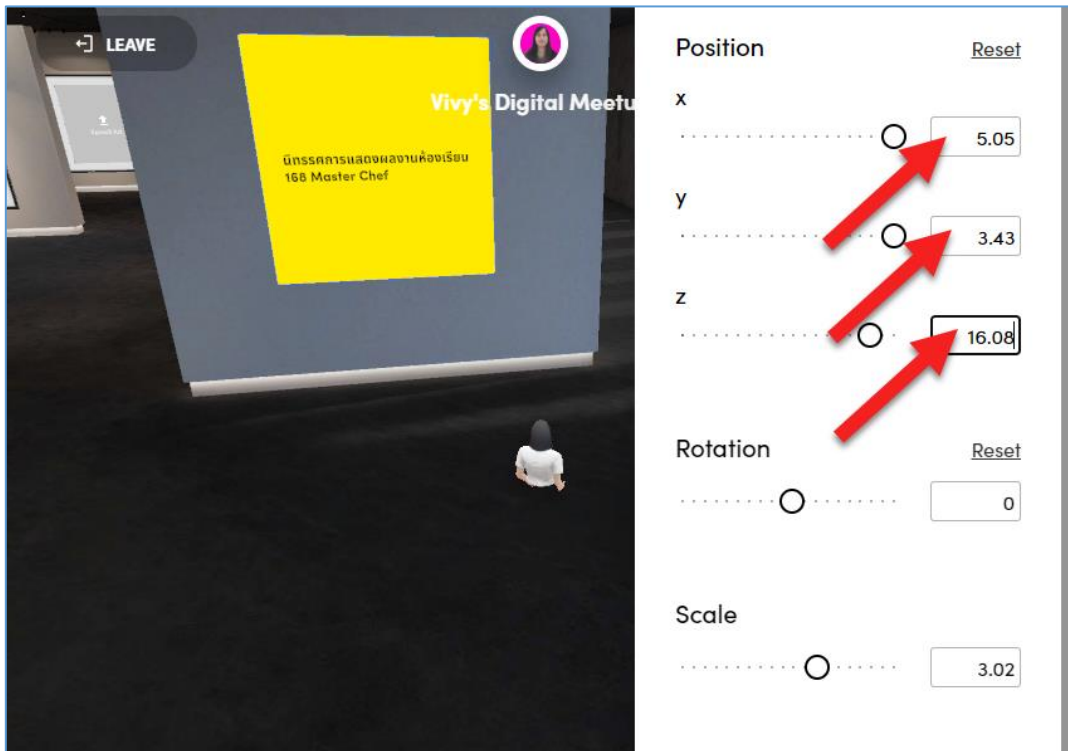 LEAVE
Vivy's Digital Meetu
นิทรรศการแสดงผลงานห้องเรียน
168 Master Chef
Position
Reset
x
5.05
y
3.43
z
16.08
Rotation
Reset
0
Scale
3.02